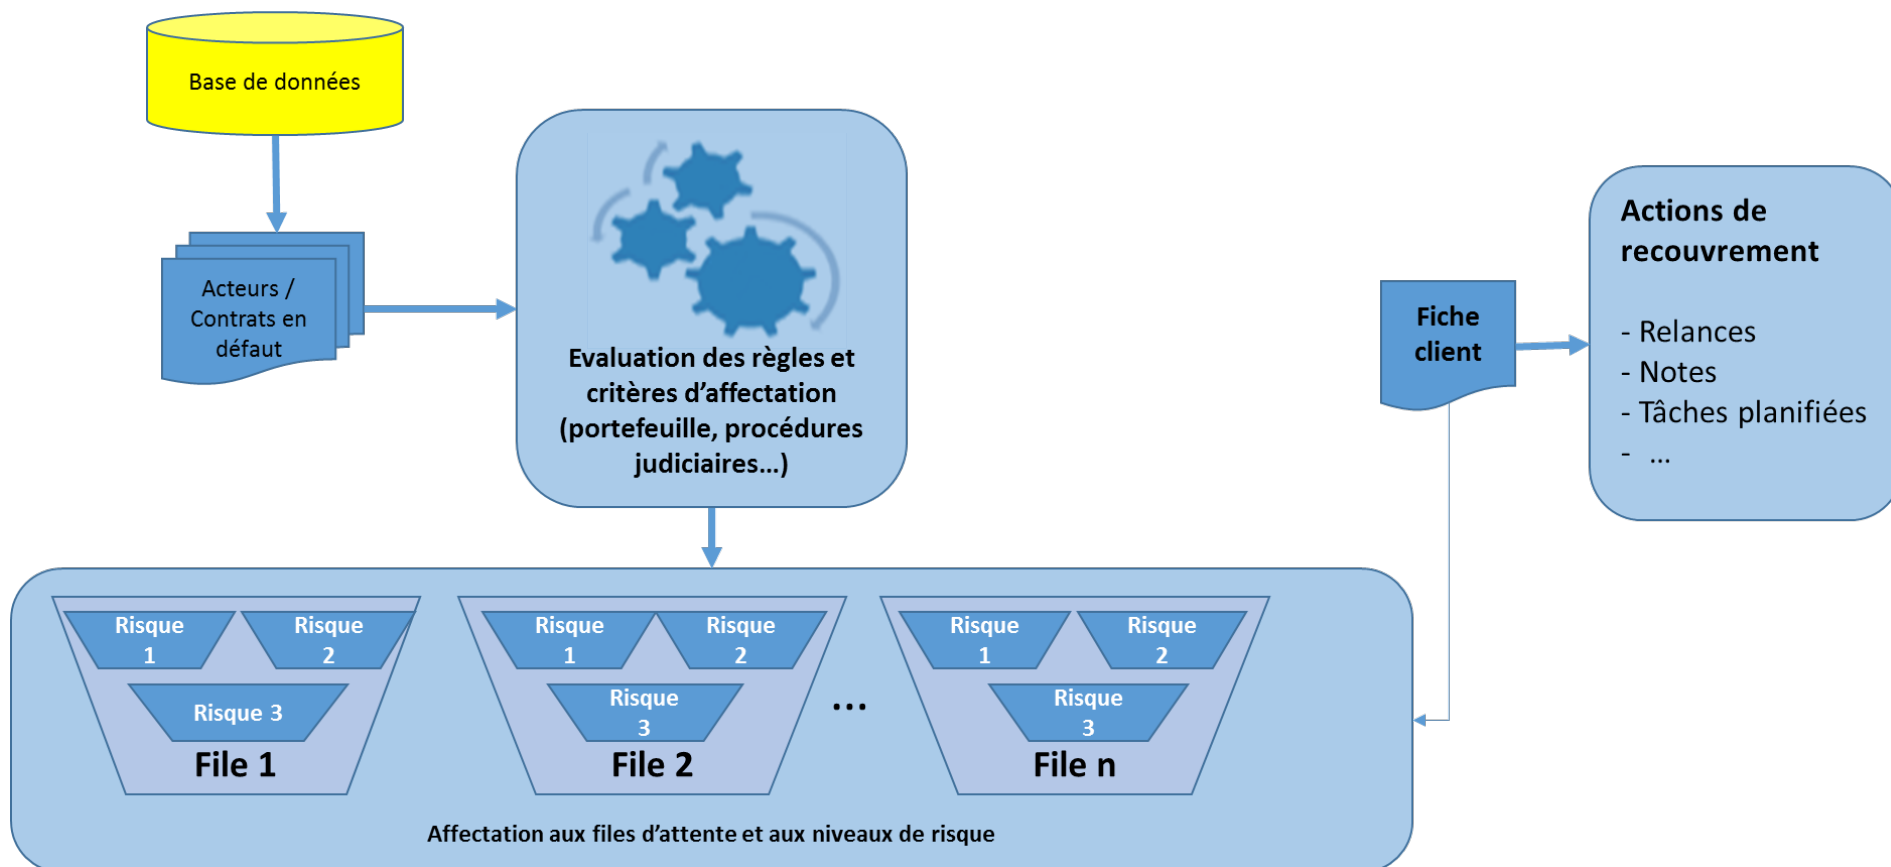 Base de données
Acteurs /
Contrats en
défaut
Evaluation des règles et
critères d’affectation
(portefeuille, procédures
judiciaires…)
Fiche
client
Actions de
recouvrement
- Relances
- Notes
- Tâches planifiées
- …
Risque
1
Risque
2
Risque 3
File 1
Risque
1
Risque
2
Risque
3
File 2
…
Risque
1
Risque
2
Risque
3
File n
Affectation aux files d’attente et aux niveaux de risque